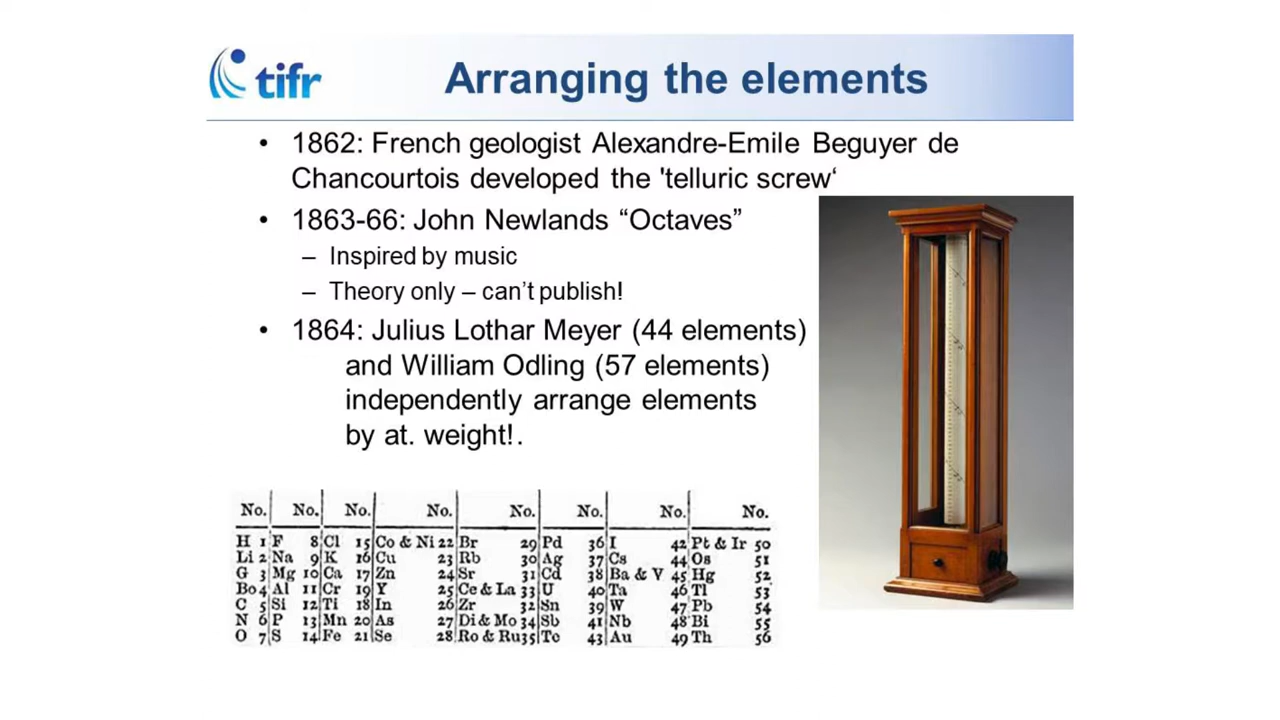 tifr
Arranging the elements
• 1862: French geologist Alexandre-Emile Beguyer de
Chancourtois developed the 'telluric screw‘
• 1863-66: John Newlands “Octaves”
– Inspired by music
– Theory only – can’t publish!
• 1864: Julius Lothar Meyer (44 elements)
and William Odling (57 elements)
independently arrange elements
by at. weight!.
No. No. No. No. No. No. No. No.
H 1 F 8 Cl 15 Co & Ni 22 Br 29 Pd 36 I 42 Pt & Ir 50
Li 2 Na 9 K 16 Cu 23 Rb 30 Ag 37 Cs 44 Os 51
G 3 Mg 10 Ca 17 Zn 24 Sr 31 Cd 38 Ba & V 45 Hg 52
Bo 4 Al 11 Cr 19 Y 25 Ce & La 33 U 40 Ta 46 Tl 53
C 5 Si 12 Ti 18 In 26 Zr 32 Sn 39 W 47 Pb 54
N 6 P 13 Mn 20 As 27 Di & Mo 34 Sb 41 Nb 48 Bi 55
O 7 S 14 Fe 21 Se 28 Ro & Ru 35 Te 43 Au 49 Th 56